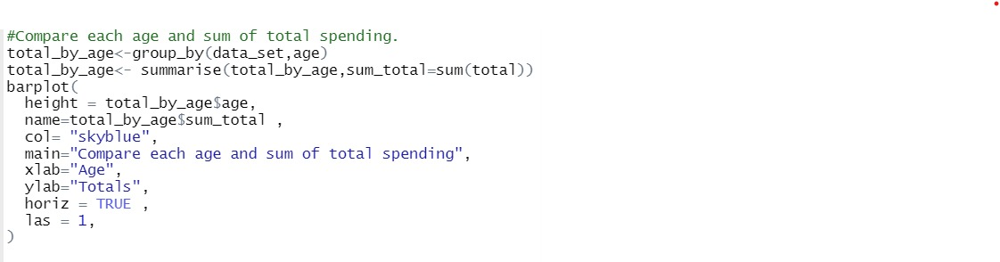 #Compare each age and sum of total spending.
total_by_age<-group_by(data_set,age)
total_by_age<- summarise(total_by_age,sum_total=sum(total))
barplot(
  height = total_by_age$age,
  name=total_by_age$sum_total ,
  col= "skyblue",
  main="Compare each age and sum of total spending",
  xlab="Age",
  ylab="Totals",
  horiz = TRUE ,
  las = 1,
)